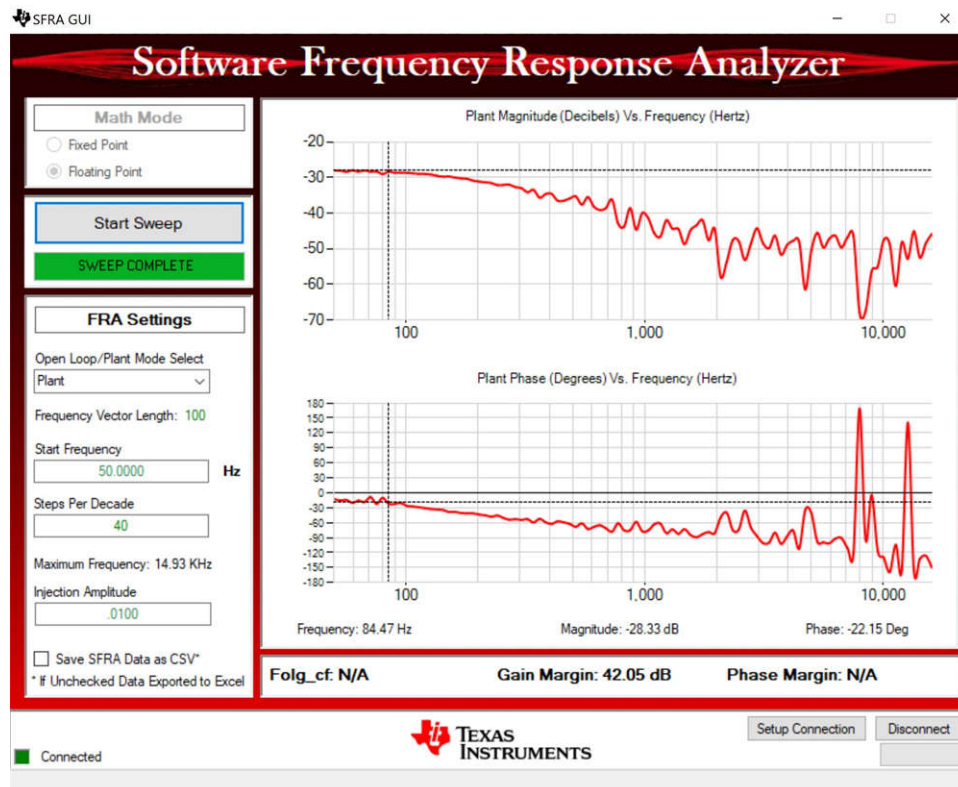 SFRA GUI
Software Frequency Response Analyzer
Math Mode
Fixed Point
Floating Point
Start Sweep
SWEEP COMPLETE
FRA Settings
Open Loop/Plant Mode Select
Plant
Frequency Vector Length: 100
Start Frequency
50.0000 Hz
Steps Per Decade
40
Maximum Frequency: 14.93 KHz
Injection Amplitude
.0100
Save SFRA Data as CSV*
* If Unchecked Data Exported to Excel
Plant Magnitude (Decibels) Vs. Frequency (Hertz)
-20
-30
-40
-50
-60
-70
100 1,000 10,000
Plant Phase (Degrees) Vs. Frequency (Hertz)
180
150
120
90
60
30
0
-30
-60
-90
-120
-150
-180
100 1,000 10,000
Frequency: 84.47 Hz Magnitude: -28.33 dB Phase: -22.15 Deg
Folg_cf: N/A Gain Margin: 42.05 dB Phase Margin: N/A
Connected
TEXAS
INSTRUMENTS
Setup Connection Disconnect